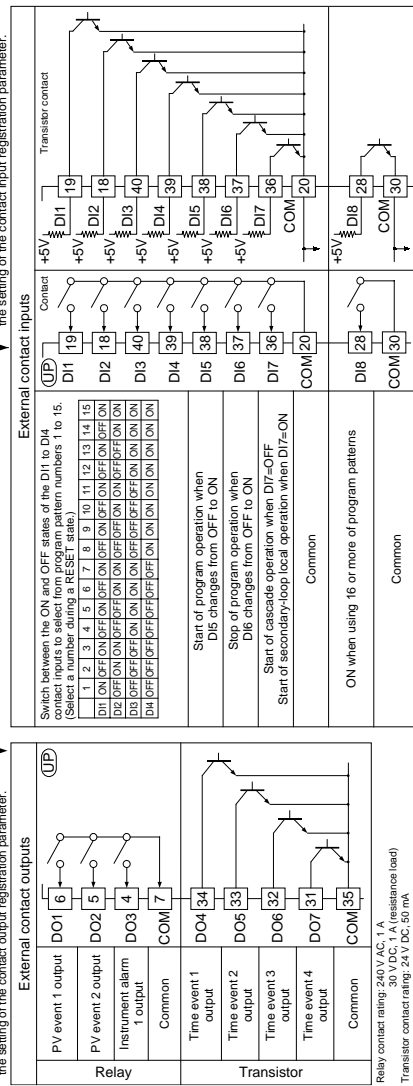 the setting of the contact output registration parameter.
External contact outputs
Relay
PV event 1 output
DO1
6
UP
PV event 2 output
DO2
5
Instrument alarm
1 output
DO3
4
Common
COM
7
Transistor
Time event 1
output
DO4
34
Time event 2
output
DO5
33
Time event 3
output
DO6
32
Time event 4
output
DO7
31
Common
COM
35
Relay contact rating: 240 V AC, 1 A
30 V DC, 1 A (resistance load)
Transistor contact rating: 24 V DC, 50 mA
the setting of the contact input registration parameter.
External contact inputs
Switch between the ON and OFF states of the DI1 to DI4
contact inputs to select from program pattern numbers 1 to 15.
(Select a number during a RESET state.)
1 2 3 4 5 6 7 8 9 10 11 12 13 14 15
DI1 ON OFF ON OFF ON OFF ON OFF ON OFF ON OFF ON OFF ON
DI2 OFF ON ON OFF OFF ON ON OFF OFF ON ON OFF OFF ON ON
DI3 OFF OFF OFF ON ON ON ON OFF OFF OFF OFF ON ON ON ON
DI4 OFF OFF OFF OFF OFF OFF OFF ON ON ON ON ON ON ON ON
Start of program operation when
DI5 changes from OFF to ON
Stop of program operation when
DI6 changes from OFF to ON
Start of cascade operation when DI7=OFF
Start of secondary-loop local operation when DI7=ON
Common
ON when using 16 or more of program patterns
Common
UP
Contact
DI1
19
DI2
18
DI3
40
DI4
39
DI5
38
DI6
37
DI7
36
COM
20
DI8
28
COM
30
Transistor contact
+5V
DI1
19
+5V
DI2
18
+5V
DI3
40
+5V
DI4
39
+5V
DI5
38
+5V
DI6
37
+5V
DI7
36
COM
20
+5V
DI8
28
COM
30